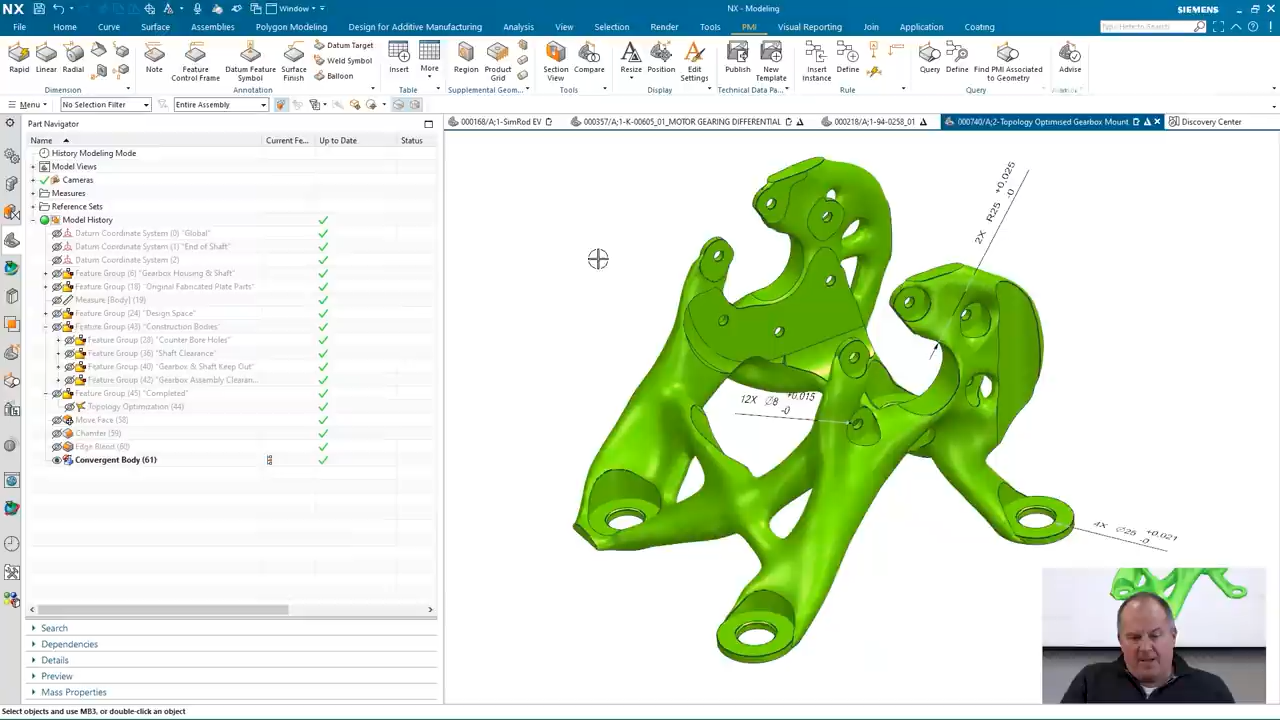 NX
Window
NX - Modeling
SIEMENS
File Home Curve Surface Assemblies Polygon Modeling Design for Additive Manufacturing Analysis View Selection Render Tools PMI Visual Reporting Join Application Coating
Rapid Linear Radial
Dimension
Note Feature Control Frame Datum Feature Symbol Surface Finish
Datum Target
Weld Symbol
Balloon
Annotation
Insert More
Table
Region Product Grid
Supplemental Geom...
Section View Compare
Tools
Resize Position Edit Settings
Display
Publish New Template
Technical Data Pa...
Insert Instance Define
Rule
Query Define Find PMI Associated to Geometry
Query
Advise
Menu
No Selection Filter
Entire Assembly
Part Navigator
000168/A;1-SimRod EV
000357/A;1-K-00605_01_MOTOR GEARING DIFFERENTIAL
000218/A;1-94-0258_01
000740/A;2-Topology Optimised Gearbox Mount
Discovery Center
Name Current Fe... Up to Date Status
History Modeling Mode
Model Views
Cameras
Measures
Reference Sets
Model History
Datum Coordinate System (0) "Global"
Datum Coordinate System (1) "End of Shaft"
Datum Coordinate System (2)
Feature Group (6) "Gearbox Housing & Shaft"
Feature Group (18) "Original Fabricated Plate Parts"
Measure [Body] (19)
Feature Group (24) "Design Space"
Feature Group (43) "Construction Bodies"
Feature Group (28) "Counter Bore Holes"
Feature Group (36) "Shaft Clearance"
Feature Group (40) "Gearbox & Shaft Keep Out"
Feature Group (42) "Gearbox Assembly Clearan...
Feature Group (45) "Completed"
Topology Optimization (44)
Move Face (58)
Chamfer (59)
Edge Blend (60)
Convergent Body (61)
2X R25 +0.025
-0
12X Ø8 +0.015
-0
4X Ø25 +0.021
-0
Search
Dependencies
Details
Preview
Mass Properties
Select objects and use MB3, or double-click an object